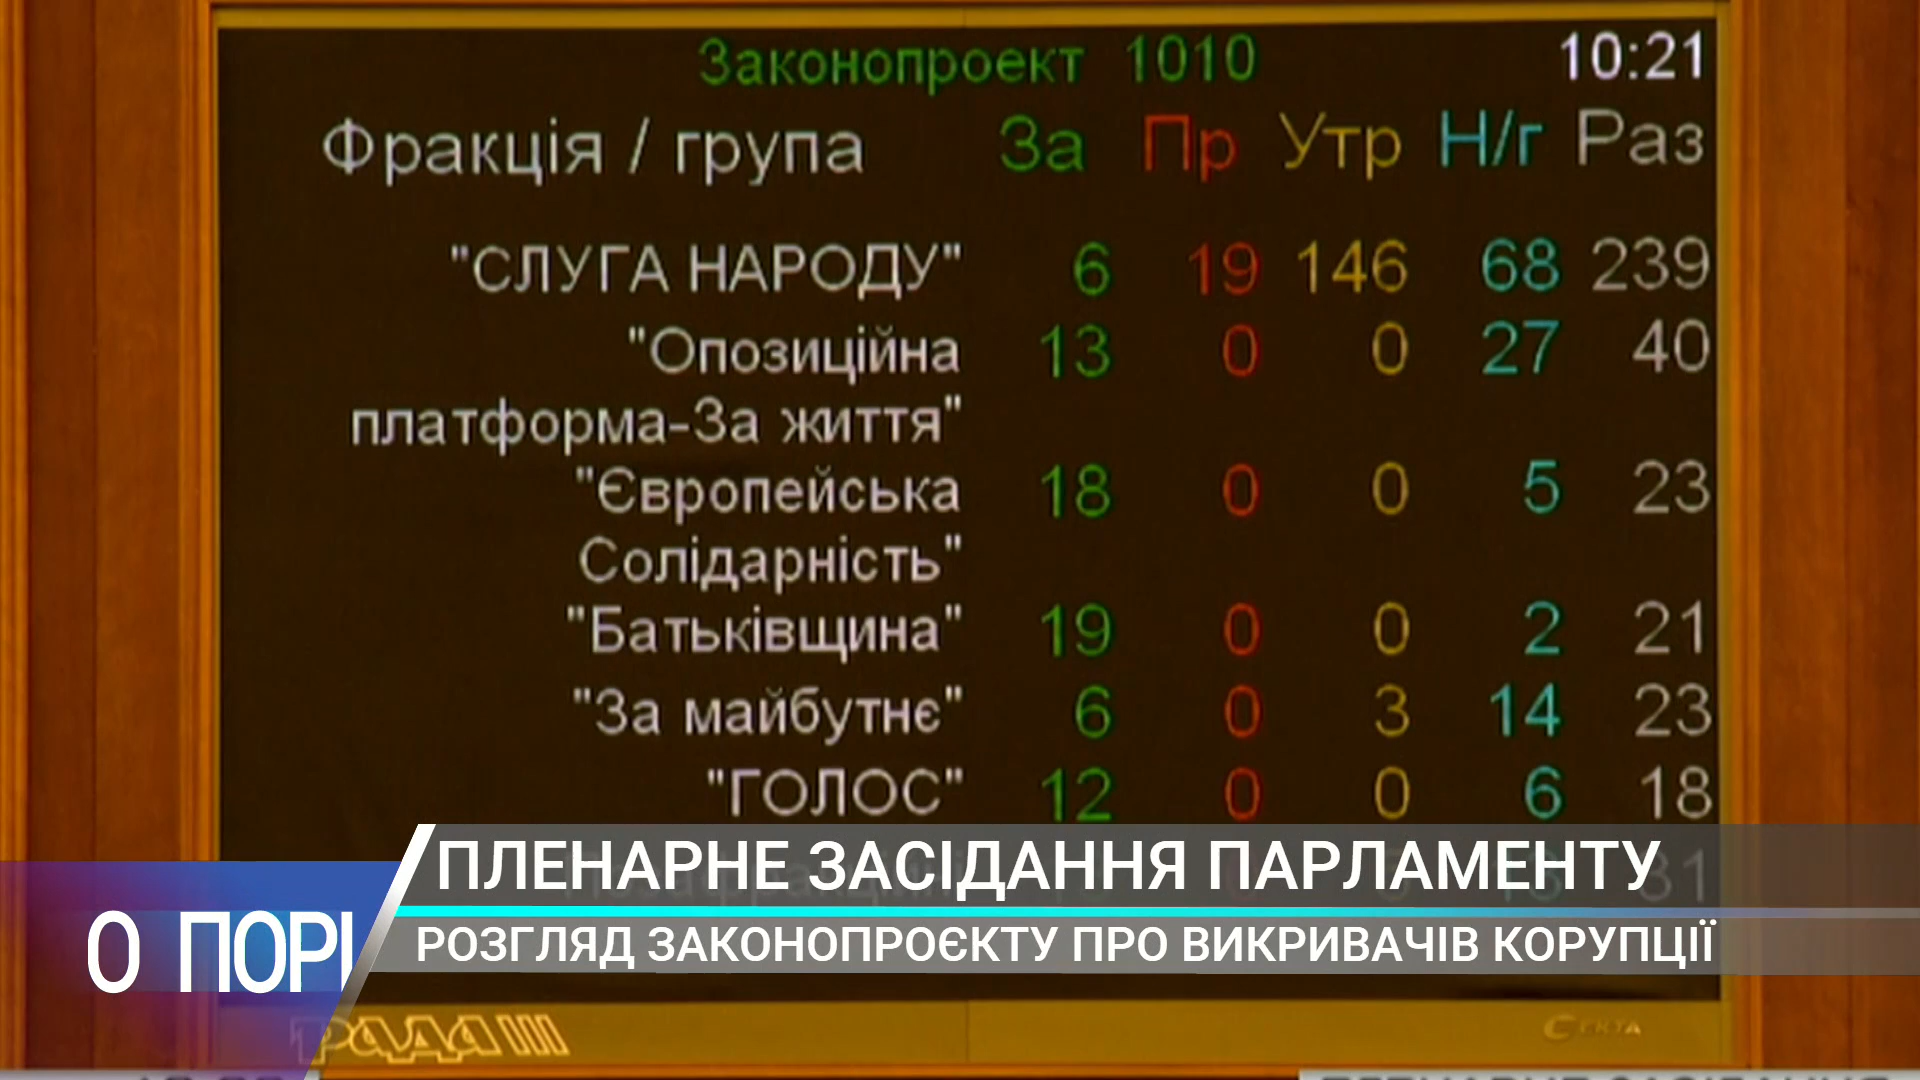 Законопроект 1010 10:21
Фракція / група За Пр Утр Н/г Раз
"СЛУГА НАРОДУ" 6 19 146 68 239
"Опозиційна 13 0 0 27 40
платформа-За життя"
"Європейська 18 0 0 5 23
Солідарність"
"Батьківщина" 19 0 0 2 21
"За майбутнє" 6 0 3 14 23
"ГОЛОС" 12 0 0 6 18
ПЛЕНАРНЕ ЗАСІДАННЯ ПАРЛАМЕНТУ
О ПОРІ
РОЗГЛЯД ЗАКОНОПРОЄКТУ ПРО ВИКРИВАЧІВ КОРУПЦІЇ
РАДА III